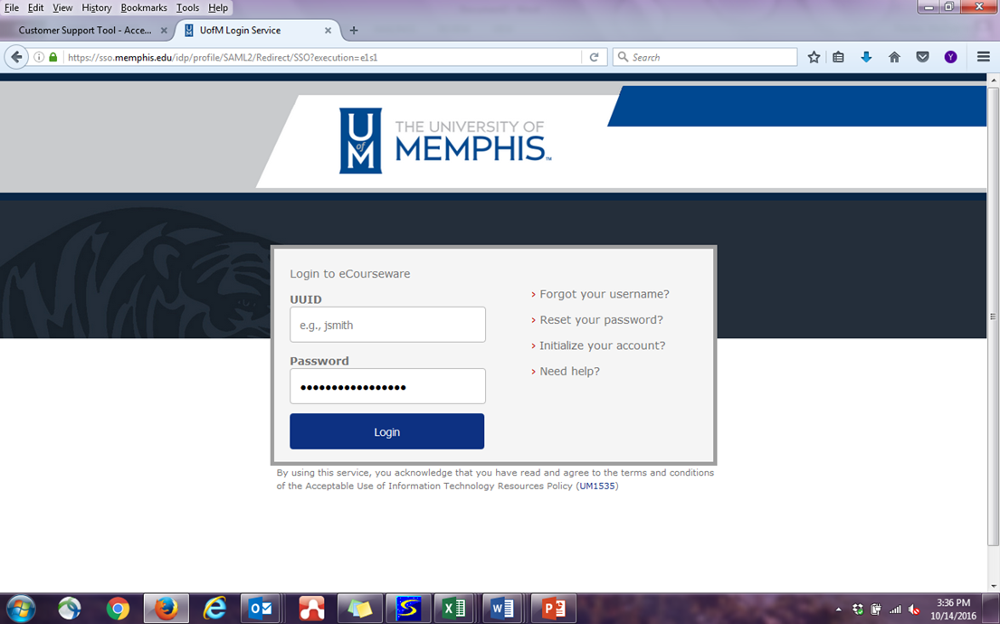 File Edit View History Bookmarks Tools Help
Customer Support Tool - Acce... × UofM Login Service × +
https://sso.memphis.edu/idp/profile/SAML2/Redirect/SSO?execution=e1s1
Search
Y
U of M
THE UNIVERSITY OF
MEMPHIS™
Login to eCourseware
UUID
e.g., jsmith
Password
Login
› Forgot your username?
› Reset your password?
› Initialize your account?
› Need help?
By using this service, you acknowledge that you have read and agree to the terms and conditions
of the Acceptable Use of Information Technology Resources Policy (UM1535)
3:36 PM
10/14/2016